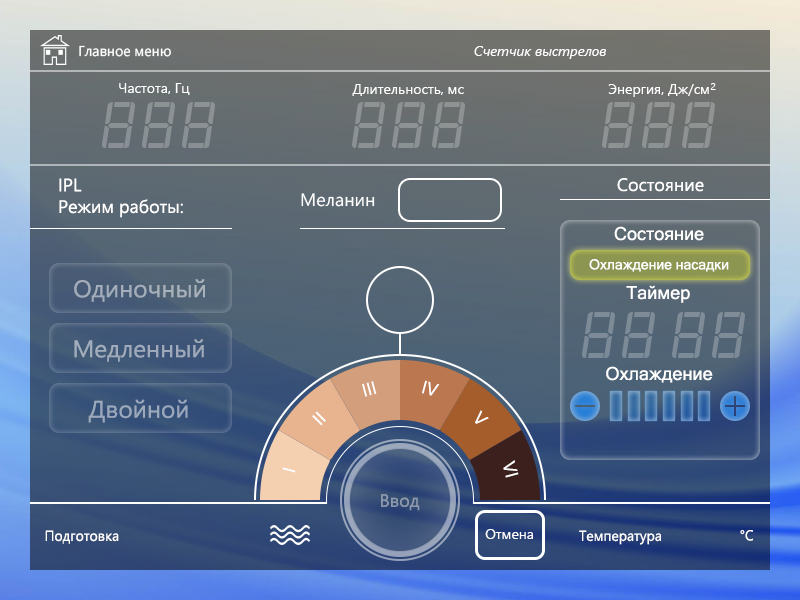 Главное меню
Счетчик выстрелов
Частота, Гц
Длительность, мс
Энергия, Дж/см²
IPL
Режим работы:
Меланин
Состояние
Состояние
Охлаждение насадки
Таймер
Охлаждение
Одиночный
Медленный
Двойной
I
II
III
IV
V
VI
Ввод
Подготовка
Отмена
Температура
°C